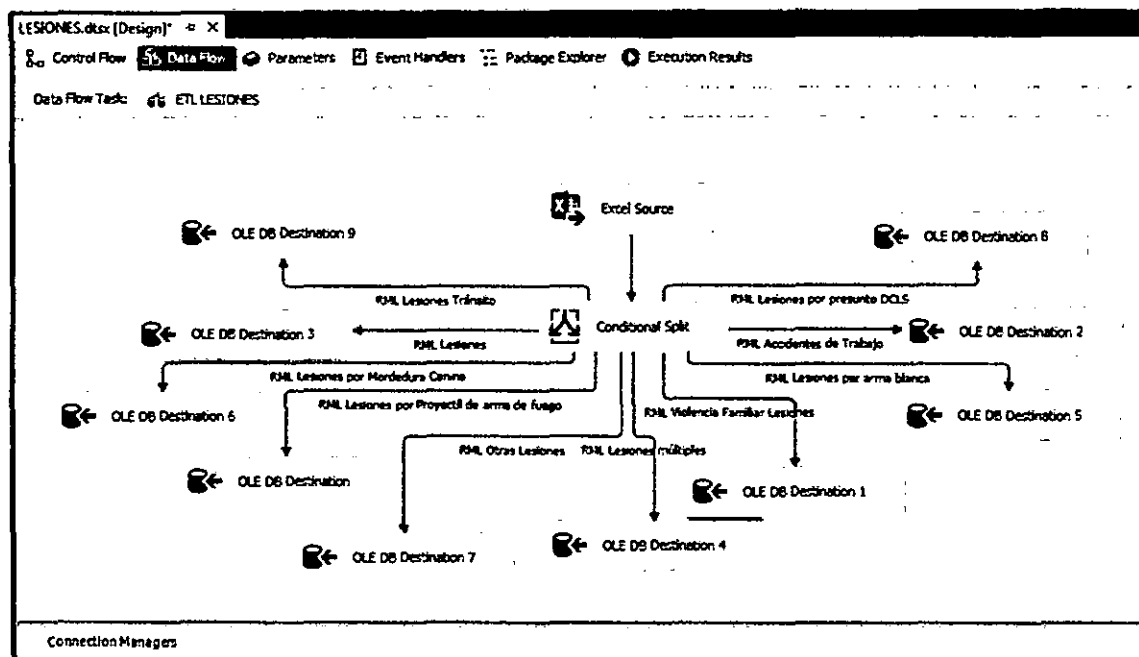 LESIONES.dtsx [Design]*
Control Flow Data Flow Parameters Event Handlers Package Explorer Execution Results
Data Flow Task: ETL LESIONES
Excel Source
OLE DB Destination 9
OLE DB Destination 8
RML Lesiones Tránsito
RML Lesiones por presunto DCLS
OLE DB Destination 3
Conditional Split
OLE DB Destination 2
RML Lesiones
RML Accidentes de Trabajo
RML Lesiones por Mordedura Canina
RML Lesiones por arma blanca
RML Lesiones por Proyectil de arma de fuego
OLE DB Destination 6
RML Violencia Familiar Lesiones
OLE DB Destination 5
RML Otras Lesiones
RML Lesiones múltiples
OLE DB Destination
OLE DB Destination 1
OLE DB Destination 7
OLE DB Destination 4
Connection Managers